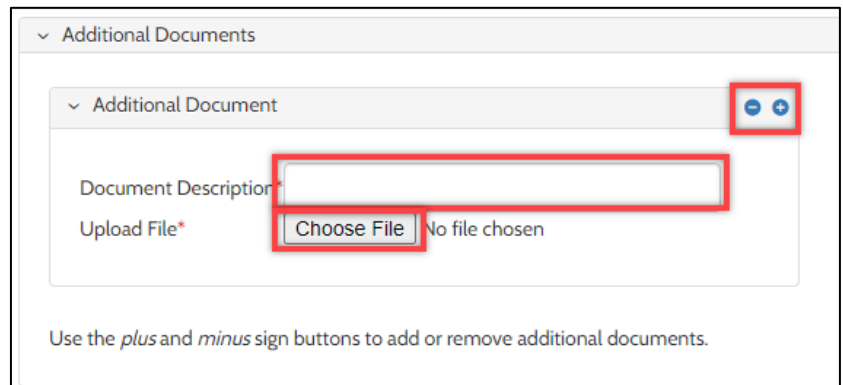 Additional Documents
Additional Document
Document Description*
Upload File* Choose File No file chosen
Use the plus and minus sign buttons to add or remove additional documents.